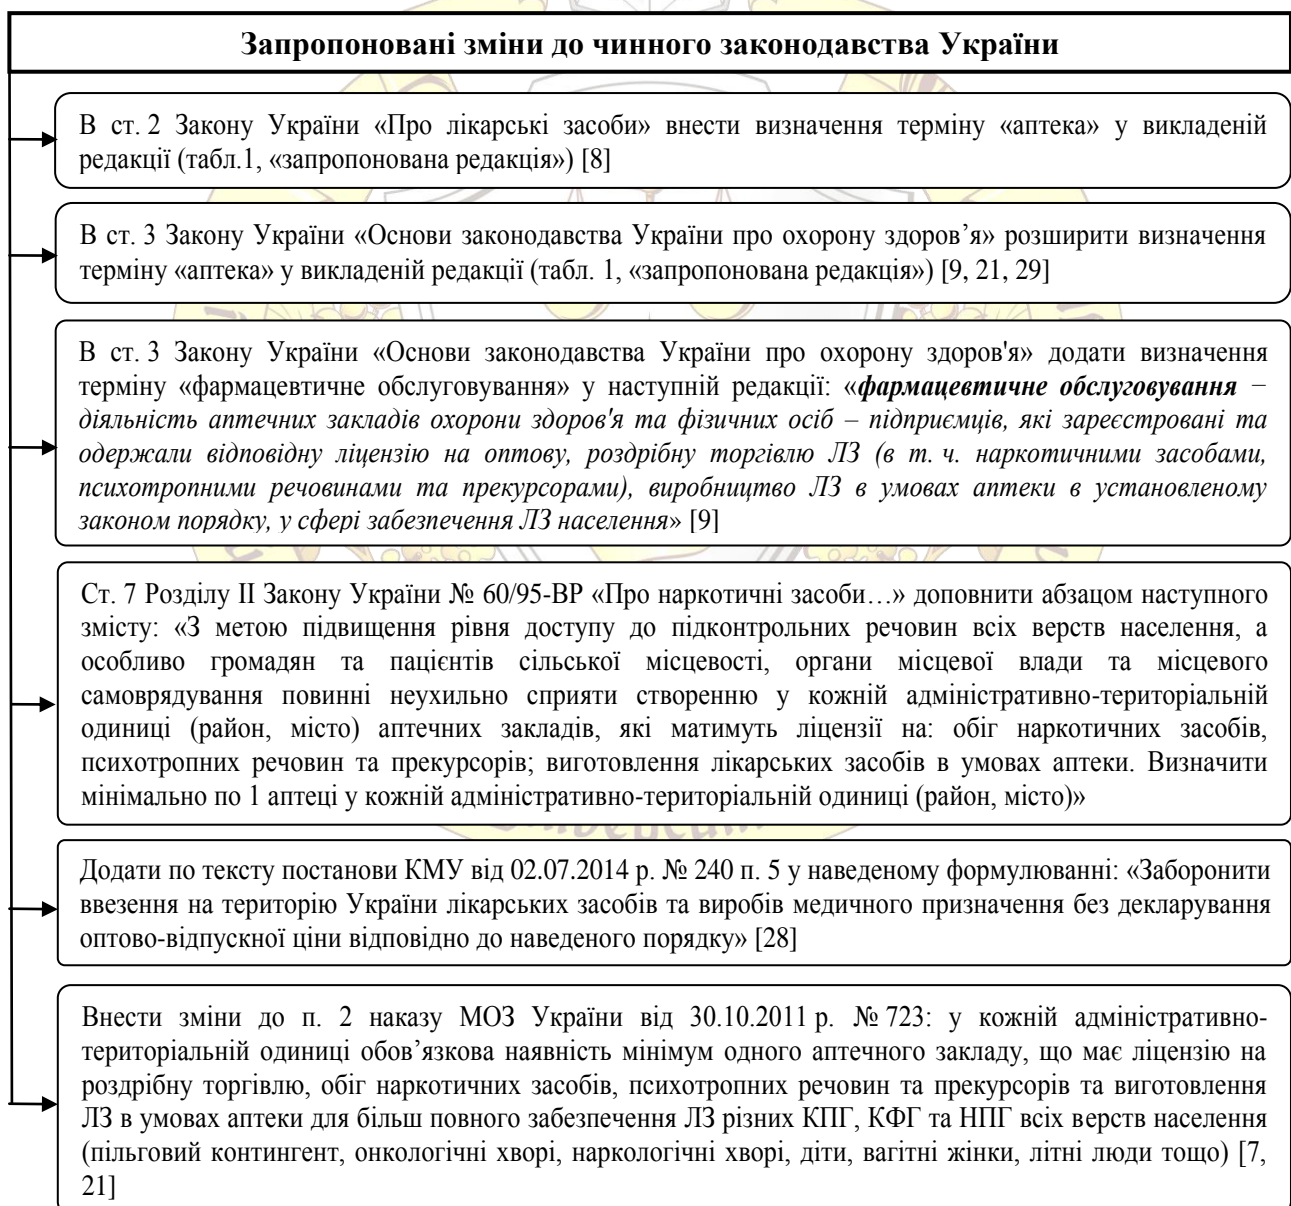 Запропоновані зміни до чинного законодавства України
В ст. 2 Закону України «Про лікарські засоби» внести визначення терміну «аптека» у викладеній
редакції (табл.1, «запропонована редакція») [8]
В ст. 3 Закону України «Основи законодавства України про охорону здоров’я» розширити визначення
терміну «аптека» у викладеній редакції (табл. 1, «запропонована редакція») [9, 21, 29]
В ст. 3 Закону України «Основи законодавства України про охорону здоров'я» додати визначення
терміну «фармацевтичне обслуговування» у наступній редакції: «фармацевтичне обслуговування –
діяльність аптечних закладів охорони здоров'я та фізичних осіб – підприємців, які зареєстровані та
одержали відповідну ліцензію на оптову, роздрібну торгівлю ЛЗ (в т. ч. наркотичними засобами,
психотропними речовинами та прекурсорами), виробництво ЛЗ в умовах аптеки в установленому
законом порядку, у сфері забезпечення ЛЗ населення» [9]
Ст. 7 Розділу II Закону України № 60/95-ВР «Про наркотичні засоби…» доповнити абзацом наступного
змісту: «З метою підвищення рівня доступу до підконтрольних речовин всіх верств населення, а
особливо громадян та пацієнтів сільської місцевості, органи місцевої влади та місцевого
самоврядування повинні неухильно сприяти створенню у кожній адміністративно-територіальній
одиниці (район, місто) аптечних закладів, які матимуть ліцензії на: обіг наркотичних засобів,
психотропних речовин та прекурсорів; виготовлення лікарських засобів в умовах аптеки. Визначити
мінімально по 1 аптеці у кожній адміністративно-територіальній одиниці (район, місто)»
Додати по тексту постанови КМУ від 02.07.2014 р. № 240 п. 5 у наведеному формулюванні: «Заборонити
ввезення на територію України лікарських засобів та виробів медичного призначення без декларування
оптово-відпускної ціни відповідно до наведеного порядку» [28]
Внести зміни до п. 2 наказу МОЗ України від 30.10.2011 р. № 723: у кожній адміністративно-
територіальній одиниці обов’язкова наявність мінімум одного аптечного закладу, що має ліцензію на
роздрібну торгівлю, обіг наркотичних засобів, психотропних речовин та прекурсорів та виготовлення
ЛЗ в умовах аптеки для більш повного забезпечення ЛЗ різних КПГ, КФГ та НПГ всіх верств населення
(пільговий контингент, онкологічні хворі, наркологічні хворі, діти, вагітні жінки, літні люди тощо) [7,
21]